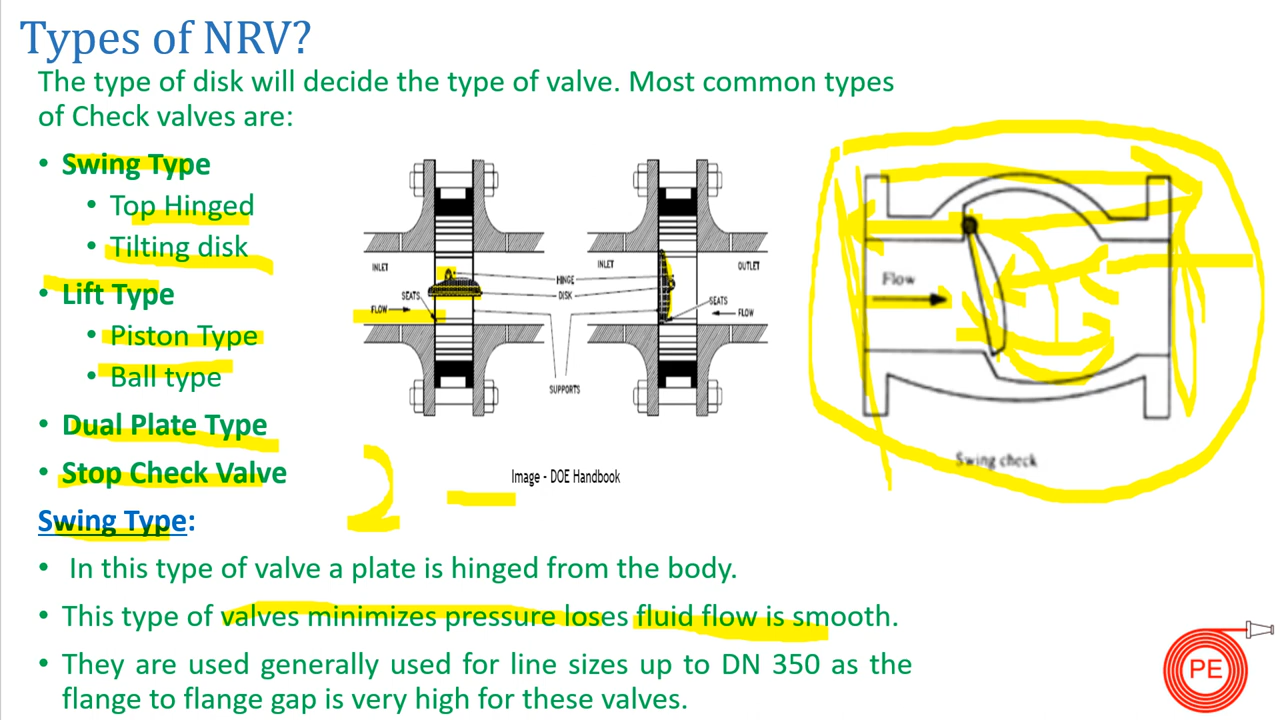 Types of NRV?
The type of disk will decide the type of valve. Most common types
of Check valves are:
• Swing Type
• Top Hinged
• Tilting disk
• Lift Type
• Piston Type
• Ball type
• Dual Plate Type
• Stop Check Valve
INLET
SEATS
FLOW
HINGE
DISK
SUPPORTS
INLET
OUTLET
SEATS
FLOW
Image - DOE Handbook
2
Flow
Swing check
Swing Type:
• In this type of valve a plate is hinged from the body.
• This type of valves minimizes pressure loses fluid flow is smooth.
• They are used generally used for line sizes up to DN 350 as the
flange to flange gap is very high for these valves.
PE